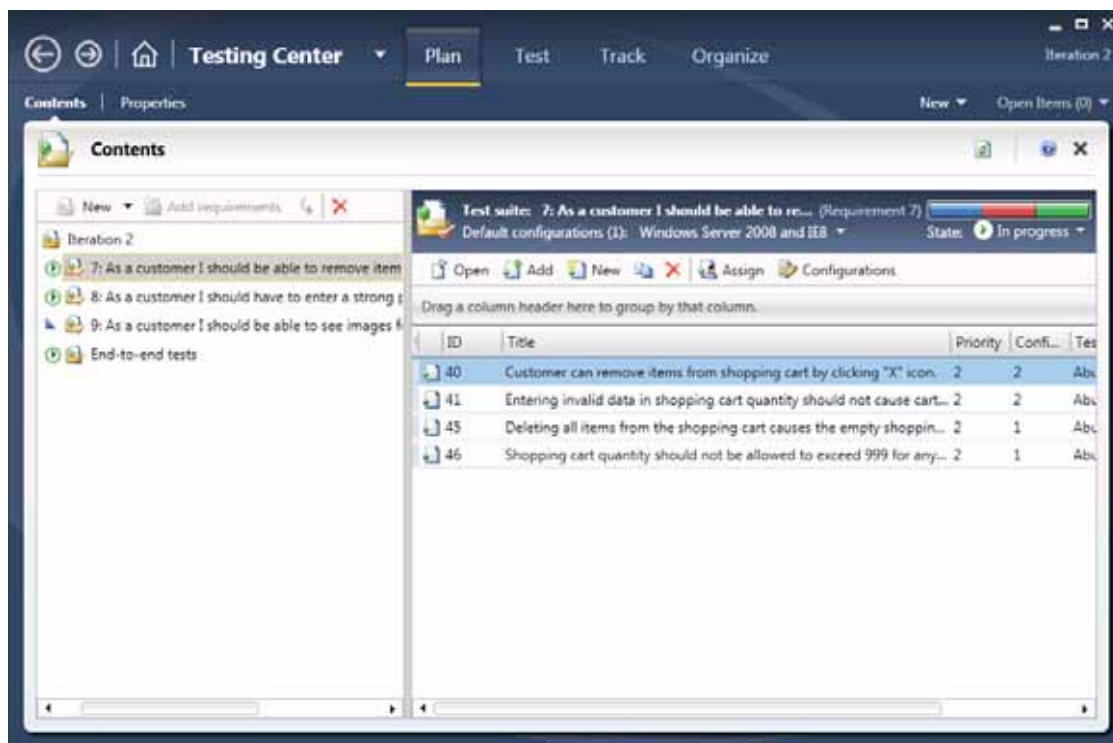 Testing Center Plan Test Track Organize Iteration 2
Contents Properties New Open Items (0)
Contents
New Add requirements
Iteration 2
7: As a customer I should be able to remove item
8: As a customer I should have to enter a strong
9: As a customer I should be able to see images
End-to-end tests
Test suite: 7: As a customer I should be able to re... (Requirement 7)
Default configurations (1): Windows Server 2008 and IE8 State: In progress
Open Add New Assign Configurations
Drag a column header here to group by that column.
ID Title Priority Confi... Tes
40 Customer can remove items from shopping cart by clicking "X" icon. 2 2
41 Entering invalid data in shopping cart quantity should not cause cart... 2 2
45 Deleting all items from the shopping cart causes the empty shoppin... 2 1
46 Shopping cart quantity should not be allowed to exceed 999 for any... 2 1